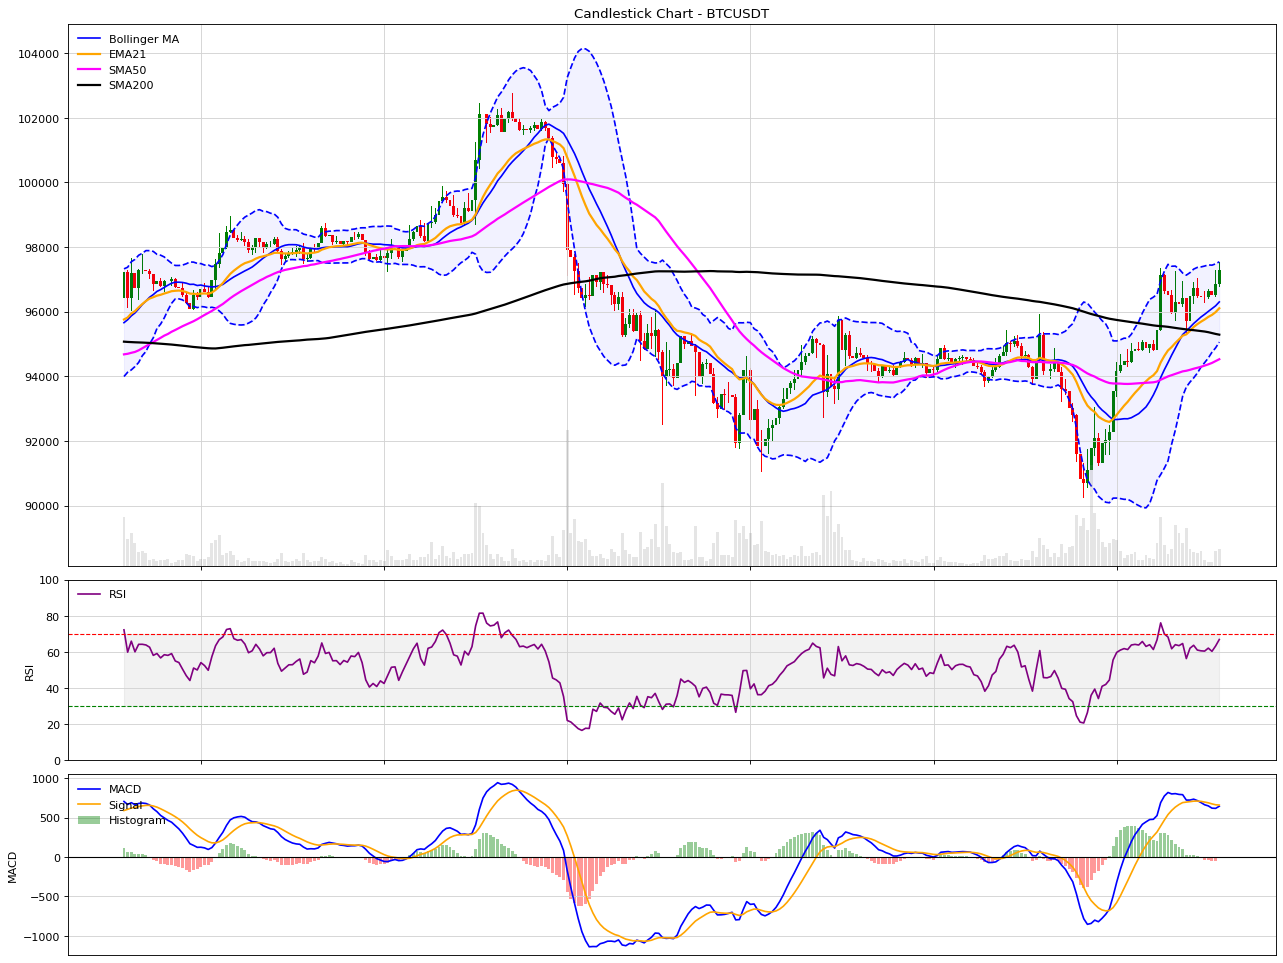 Candlestick Chart - BTCUSDT
Bollinger MA
EMA21
SMA50
SMA200
104000
102000
100000
98000
96000
94000
92000
90000
RSI
100
80
60
40
20
0
RSI
MACD
Signal
Histogram
1000
500
0
−500
−1000
MACD